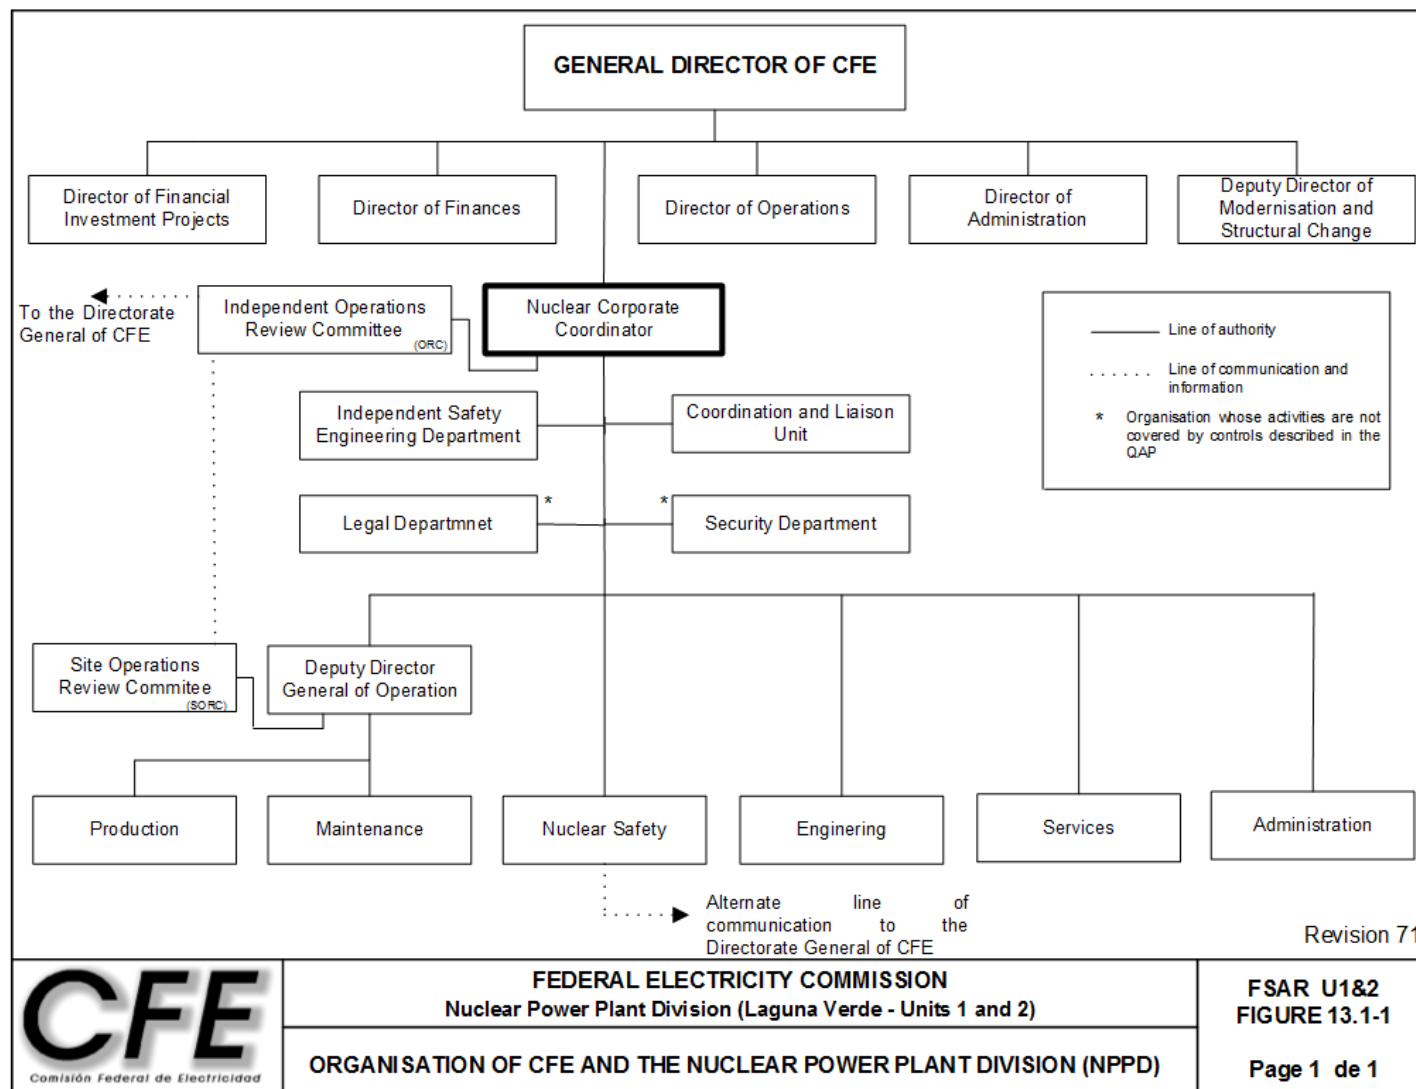 GENERAL DIRECTOR OF CFE
Director of Financial
Investment Projects
Director of Finances
Director of Operations
Director of
Administration
Deputy Director of
Modernisation and
Structural Change
To the Directorate
General of CFE
Independent Operations
Review Committee
(ORC)
Nuclear Corporate
Coordinator
Line of authority
Line of communication and
information
* Organisation whose activities are not
covered by controls described in the
QAP
Independent Safety
Engineering Department
Coordination and Liaison
Unit
Legal Departmnet
*
*
Security Department
Site Operations
Review Commitee
(SORC)
Deputy Director
General of Operation
Production
Maintenance
Nuclear Safety
Enginering
Services
Administration
Alternate line of
communication to the
Directorate General of CFE
Revision 71
CFE
Comisión Federal de Electricidad
FEDERAL ELECTRICITY COMMISSION
Nuclear Power Plant Division (Laguna Verde - Units 1 and 2)
ORGANISATION OF CFE AND THE NUCLEAR POWER PLANT DIVISION (NPPD)
FSAR U1&2
FIGURE 13.1-1
Page 1 de 1